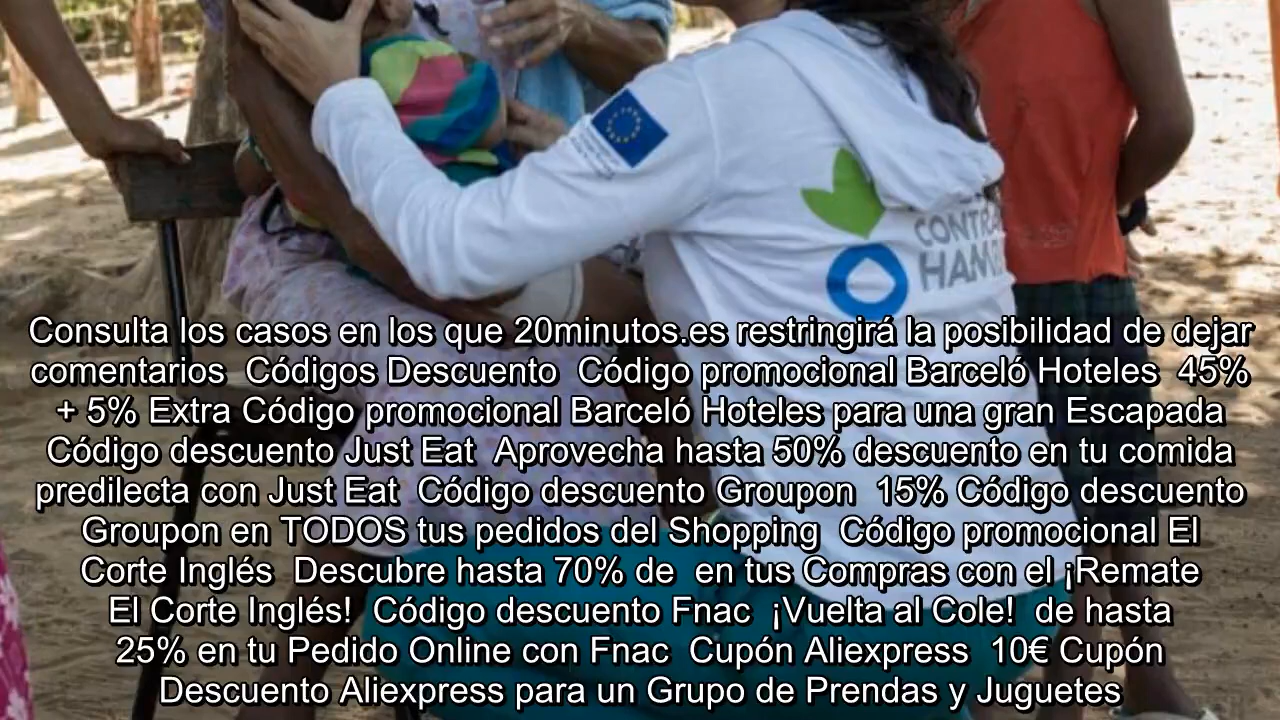 CONTRA
Consulta los casos en los que 20minutos.es restringirá la posibilidad de dejar
comentarios Códigos Descuento Código promocional Barceló Hoteles 45%
+ 5% Extra Código promocional Barceló Hoteles para una gran Escapada
Código descuento Just Eat Aprovecha hasta 50% descuento en tu comida
predilecta con Just Eat Código descuento Groupon 15% Código descuento
Groupon en TODOS tus pedidos del Shopping Código promocional El
Corte Inglés Descubre hasta 70% de en tus Compras con el ¡Remate
El Corte Inglés! Código descuento Fnac ¡Vuelta al Cole! de hasta
25% en tu Pedido Online con Fnac Cupón Aliexpress 10€ Cupón
Descuento Aliexpress para un Grupo de Prendas y Juguetes